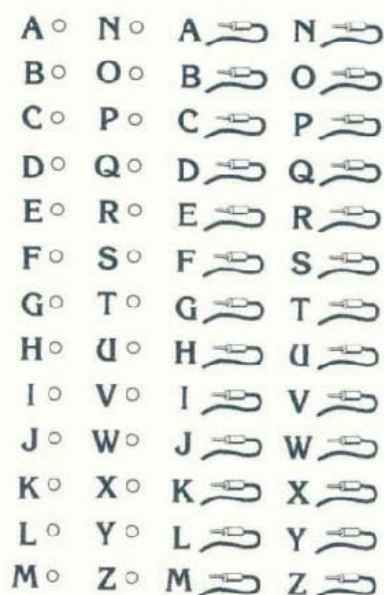 A N A N
B O B O
C P C P
D Q D Q
E R E R
F S F S
G T G T
H U H U
I V I V
J W J W
K X K X
L Y L Y
M Z M Z